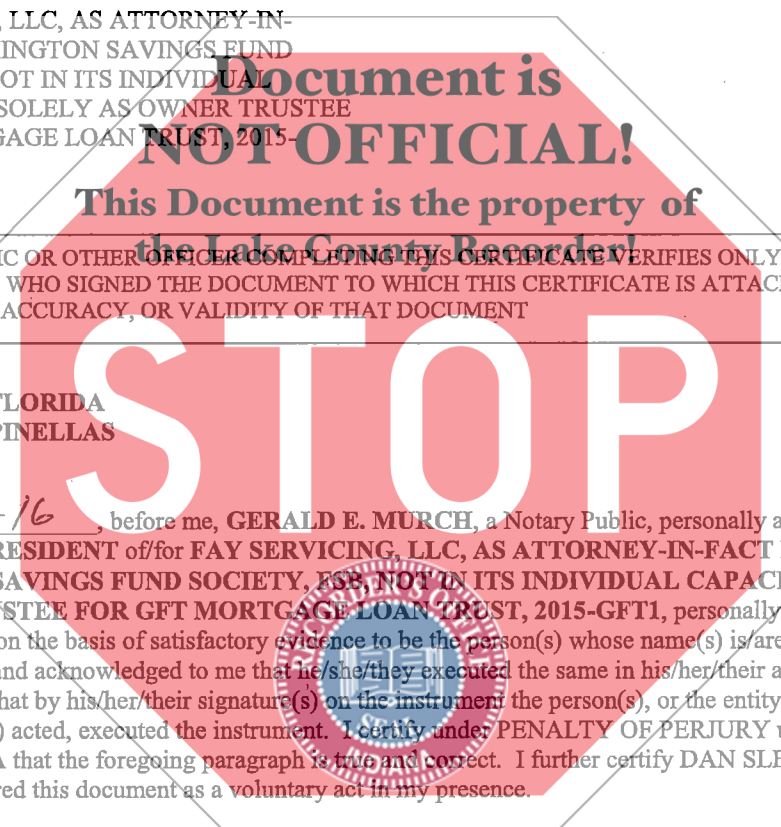 , LLC, AS ATTORNEY-IN-
INGTON SAVINGS FUND
OT IN ITS INDIVIDUAL
SOLELY AS OWNER TRUSTEE
GAGE LOAN TRUST, 2015-
Document is
NOT OFFICIAL!
This Document is the property of
the Lake County Recorder!
IC OR OTHER OFFICER COMPLETING THIS CERTIFICATE VERIFIES ONLY
WHO SIGNED THE DOCUMENT TO WHICH THIS CERTIFICATE IS ATTAC
ACCURACY, OR VALIDITY OF THAT DOCUMENT
STOP
FLORIDA
PINELLAS
-16, before me, GERALD E. MURCH, a Notary Public, personally a
RESIDENT of/for FAY SERVICING, LLC, AS ATTORNEY-IN-FACT
SAVINGS FUND SOCIETY, FSB, NOT IN ITS INDIVIDUAL CAPAC
STEE FOR GFT MORTGAGE LOAN TRUST, 2015-GFT1, personally
on the basis of satisfactory evidence to be the person(s) whose name(s) is/are
and acknowledged to me that he/she/they executed the same in his/her/their a
hat by his/her/their signature(s) on the instrument the person(s), or the entity
) acted, executed the instrument. I certify under PENALTY OF PERJURY
A that the foregoing paragraph is true and correct. I further certify DAN SLE
red this document as a voluntary act in my presence.
RECORDER'S OFFICE
SEAL
INDIANA